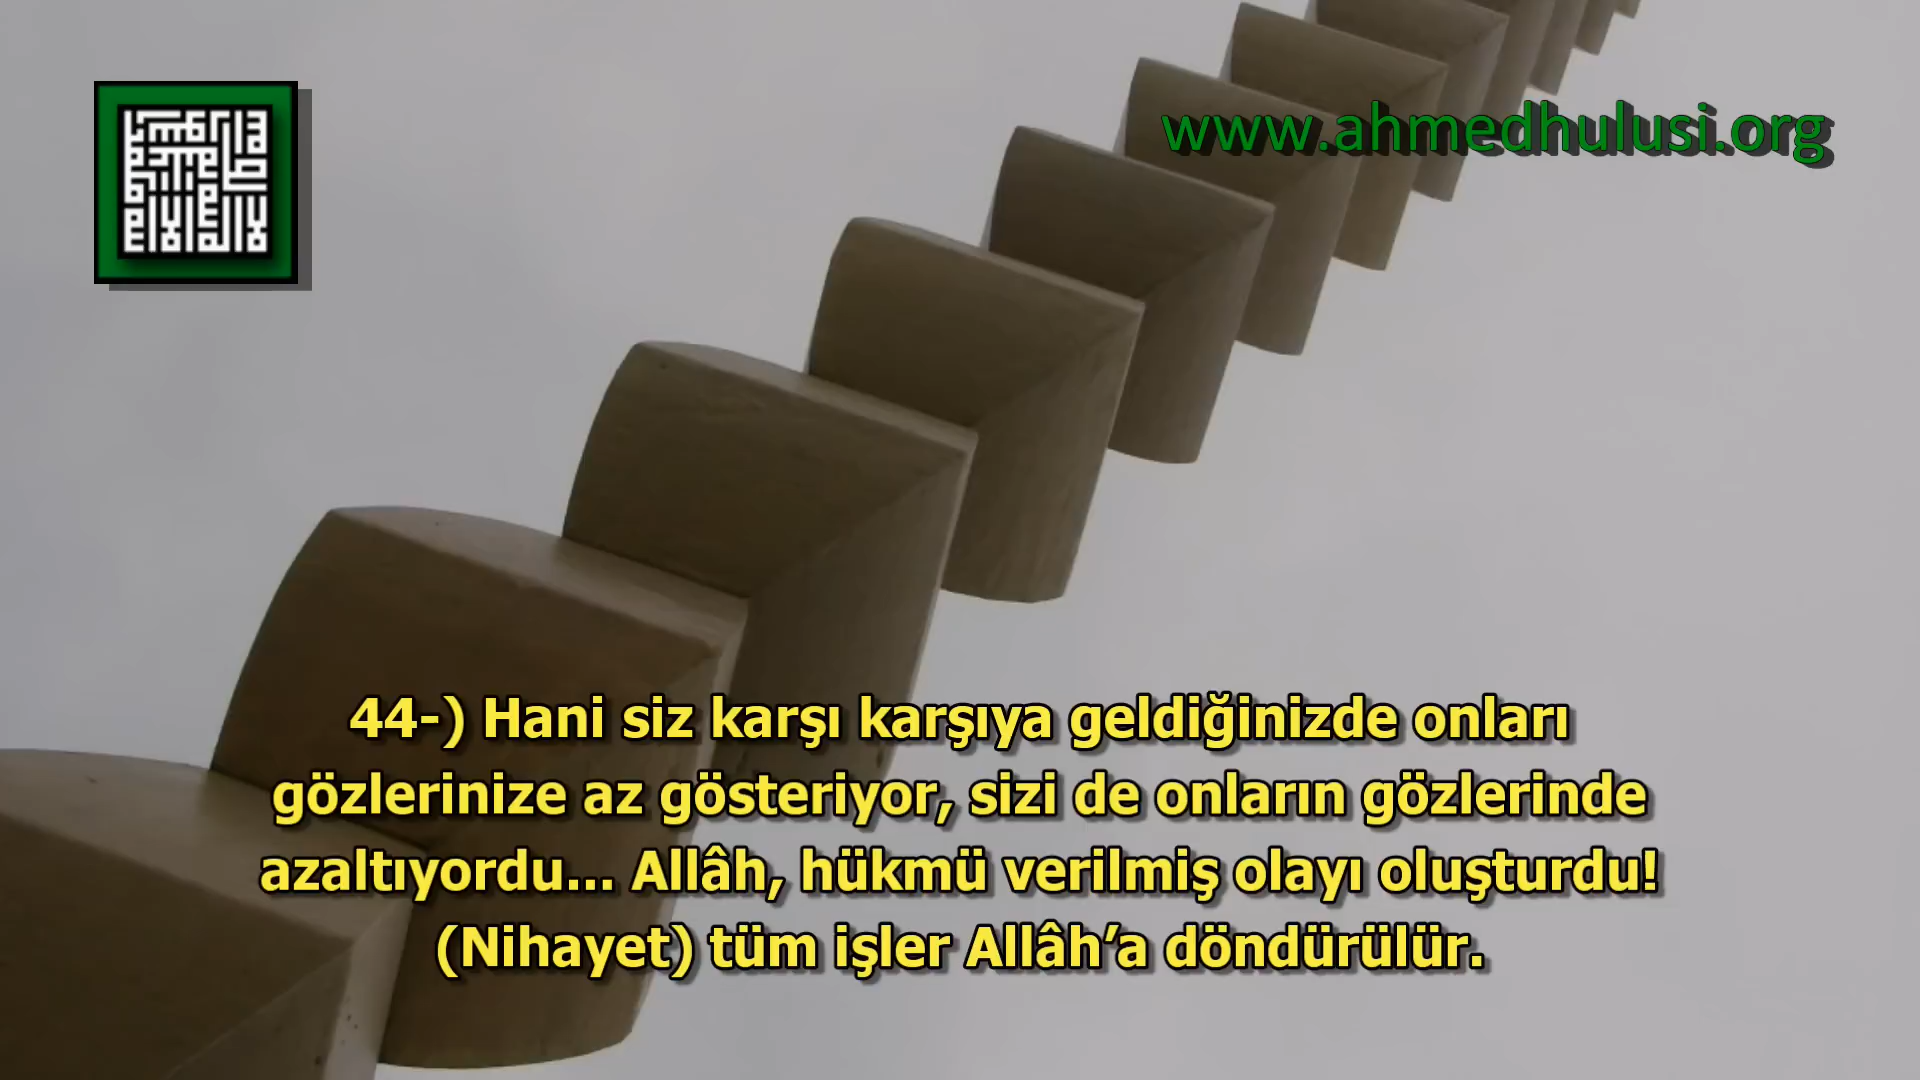 www.ahmedhulusi.org
44-) Hani siz karşı karşıya geldiğinizde onları
gözlerinize az gösteriyor, sizi de onların gözlerinde
azaltıyordu... Allâh, hükmü verilmiş olayı oluşturdu!
(Nihayet) tüm işler Allâh’a döndürülür.